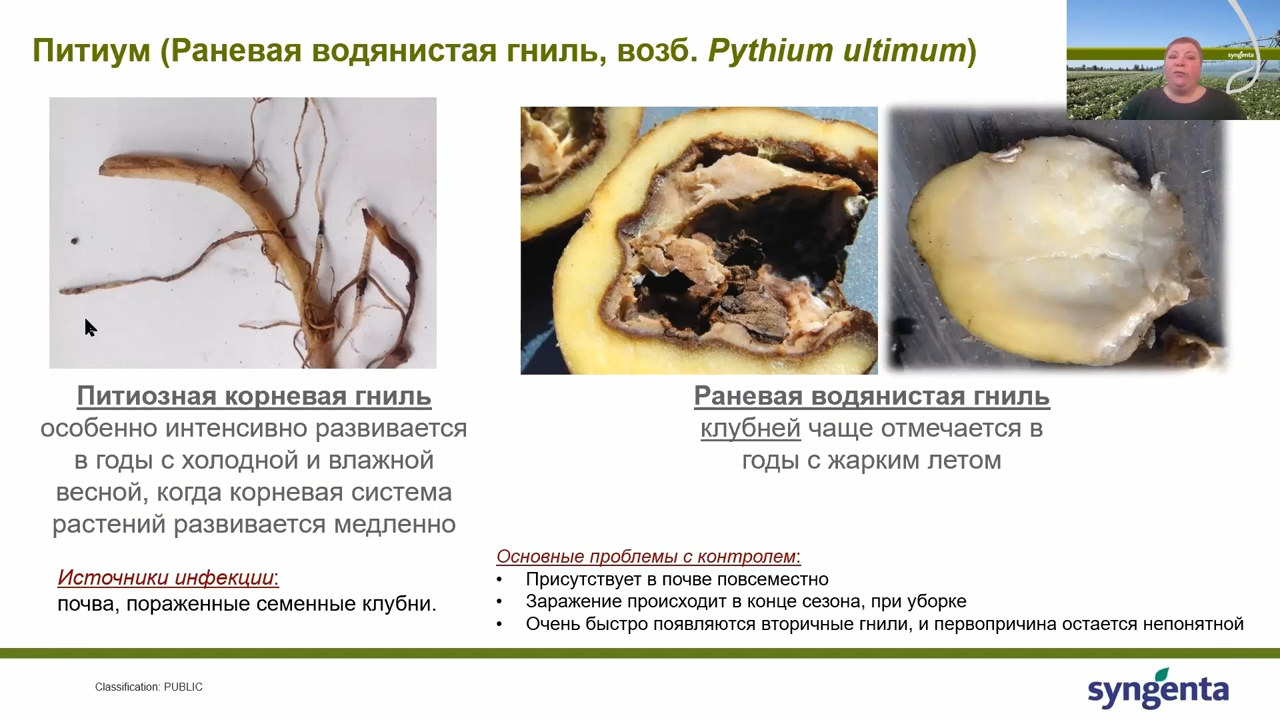 Питиум (Раневая водянистая гниль, возб. Pythium ultimum)
syngenta
Питиозная корневая гниль
особенно интенсивно развивается
в годы с холодной и влажной
весной, когда корневая система
растений развивается медленно
Раневая водянистая гниль
клубней чаще отмечается в
годы с жарким летом
Источники инфекции:
почва, пораженные семенные клубни.
Основные проблемы с контролем:
• Присутствует в почве повсеместно
• Заражение происходит в конце сезона, при уборке
• Очень быстро появляются вторичные гнили, и первопричина остается непонятной
Classification: PUBLIC
syngenta